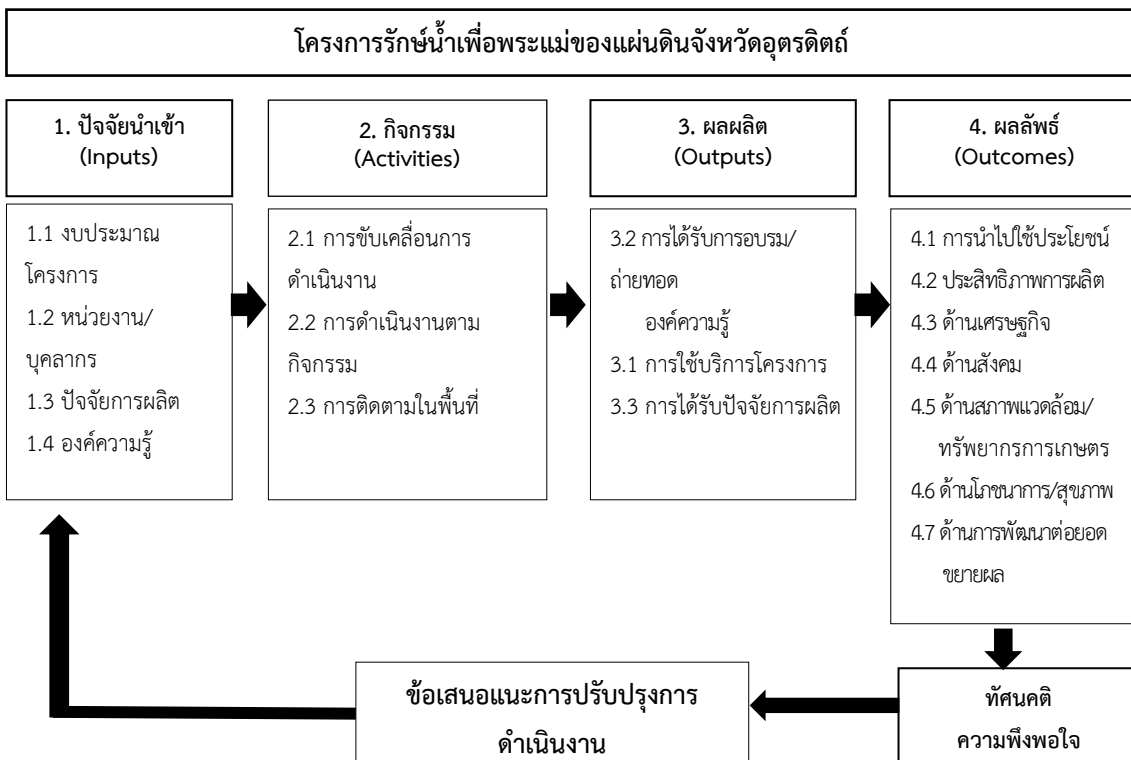 โครงการรักษ์น้ำเพื่อพระแม่ของแผ่นดินจังหวัดอุตรดิตถ์
1. ปัจจัยนำเข้า
(Inputs)
1.1 งบประมาณ
โครงการ
1.2 หน่วยงาน/
บุคลากร
1.3 ปัจจัยการผลิต
1.4 องค์ความรู้
2. กิจกรรม
(Activities)
2.1 การขับเคลื่อนการ
ดำเนินงาน
2.2 การดำเนินงานตาม
กิจกรรม
2.3 การติดตามในพื้นที่
3. ผลผลิต
(Outputs)
3.2 การได้รับการอบรม/
ถ่ายทอด
องค์ความรู้
3.1 การใช้บริการโครงการ
3.3 การได้รับปัจจัยการผลิต
4. ผลลัพธ์
(Outcomes)
4.1 การนำไปใช้ประโยชน์
4.2 ประสิทธิภาพการผลิต
4.3 ด้านเศรษฐกิจ
4.4 ด้านสังคม
4.5 ด้านสภาพแวดล้อม/
ทรัพยากรการเกษตร
4.6 ด้านโภชนาการ/สุขภาพ
4.7 ด้านการพัฒนาต่อยอด
ขยายผล
ทัศนคติ
ความพึงพอใจ
ข้อเสนอแนะการปรับปรุงการ
ดำเนินงาน